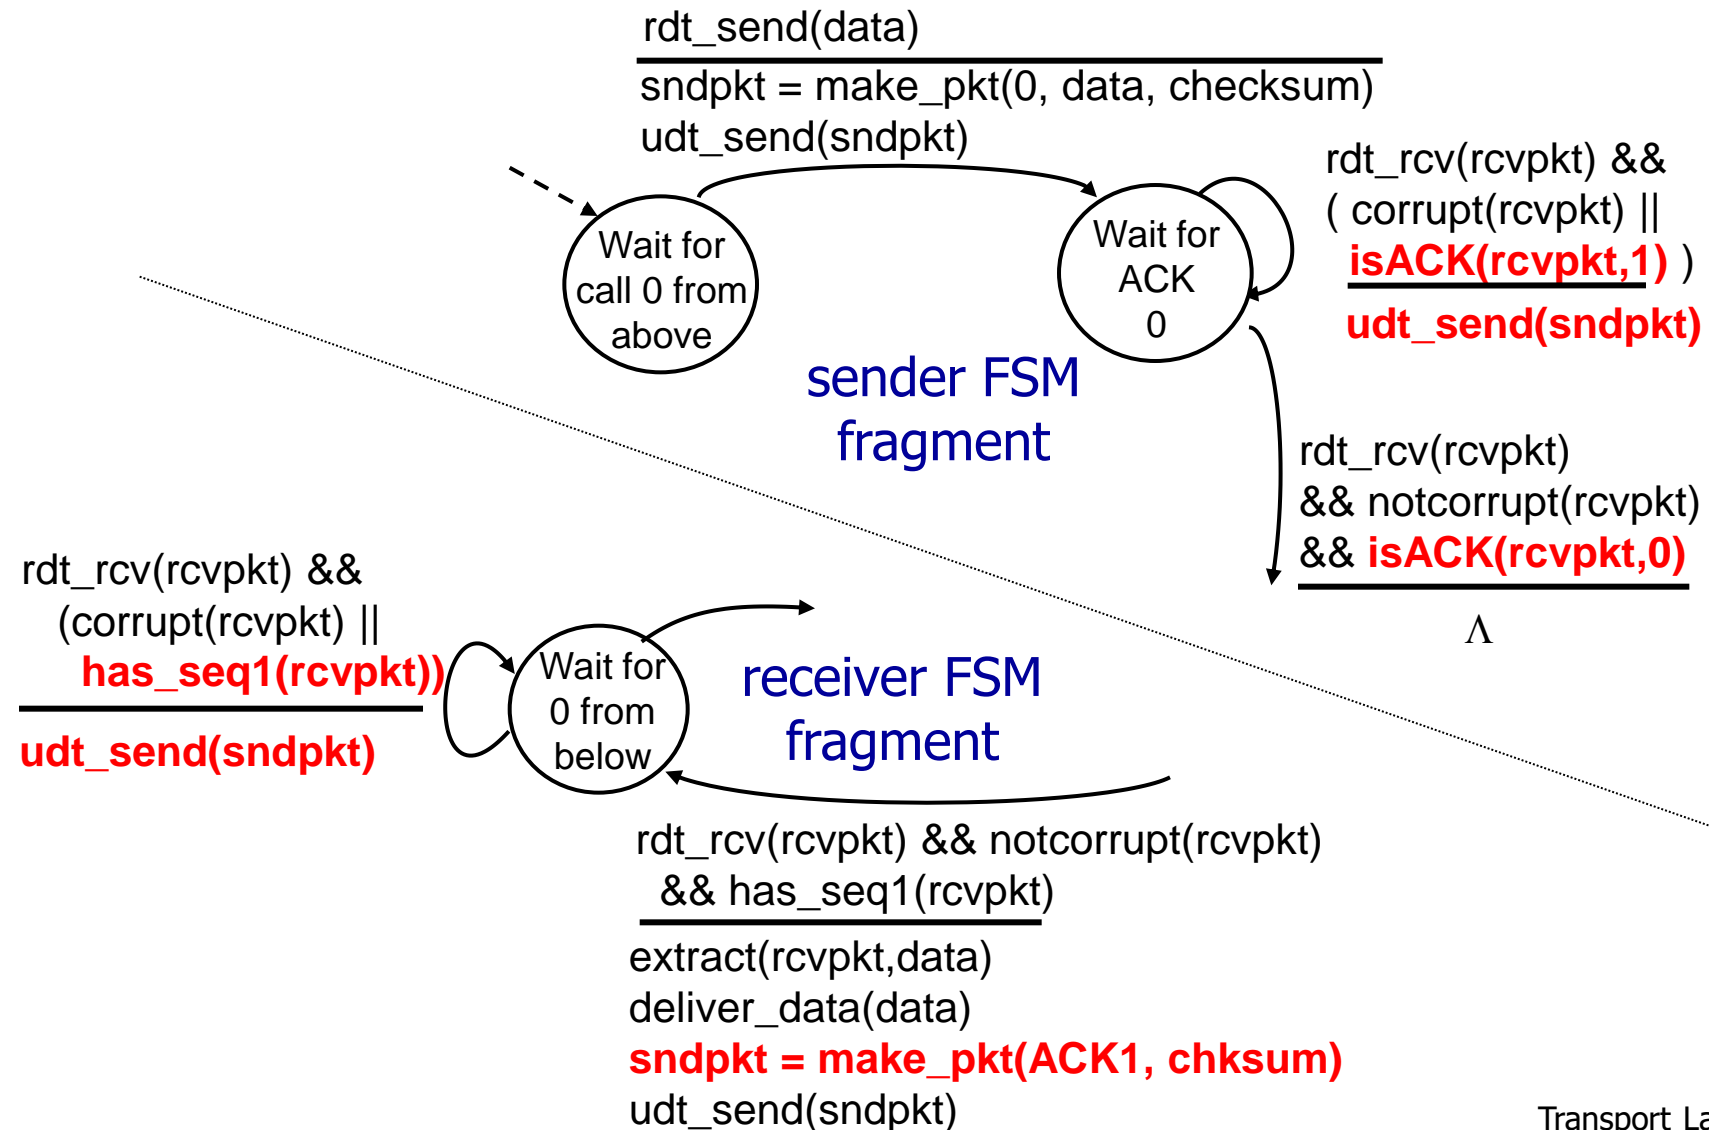 rdt_send(data)
sndpkt = make_pkt(0, data, checksum)
udt_send(sndpkt)
rdt_rcv(rcvpkt) &&
( corrupt(rcvpkt) ||
isACK(rcvpkt,1) )
udt_send(sndpkt)
Wait for
call 0 from
above
Wait for
ACK
0
sender FSM
fragment
rdt_rcv(rcvpkt)
&& notcorrupt(rcvpkt)
&& isACK(rcvpkt,0)
Λ
rdt_rcv(rcvpkt) &&
(corrupt(rcvpkt) ||
has_seq1(rcvpkt))
udt_send(sndpkt)
Wait for
0 from
below
receiver FSM
fragment
rdt_rcv(rcvpkt) && notcorrupt(rcvpkt)
&& has_seq1(rcvpkt)
extract(rcvpkt,data)
deliver_data(data)
sndpkt = make_pkt(ACK1, chksum)
udt_send(sndpkt)
Transport La